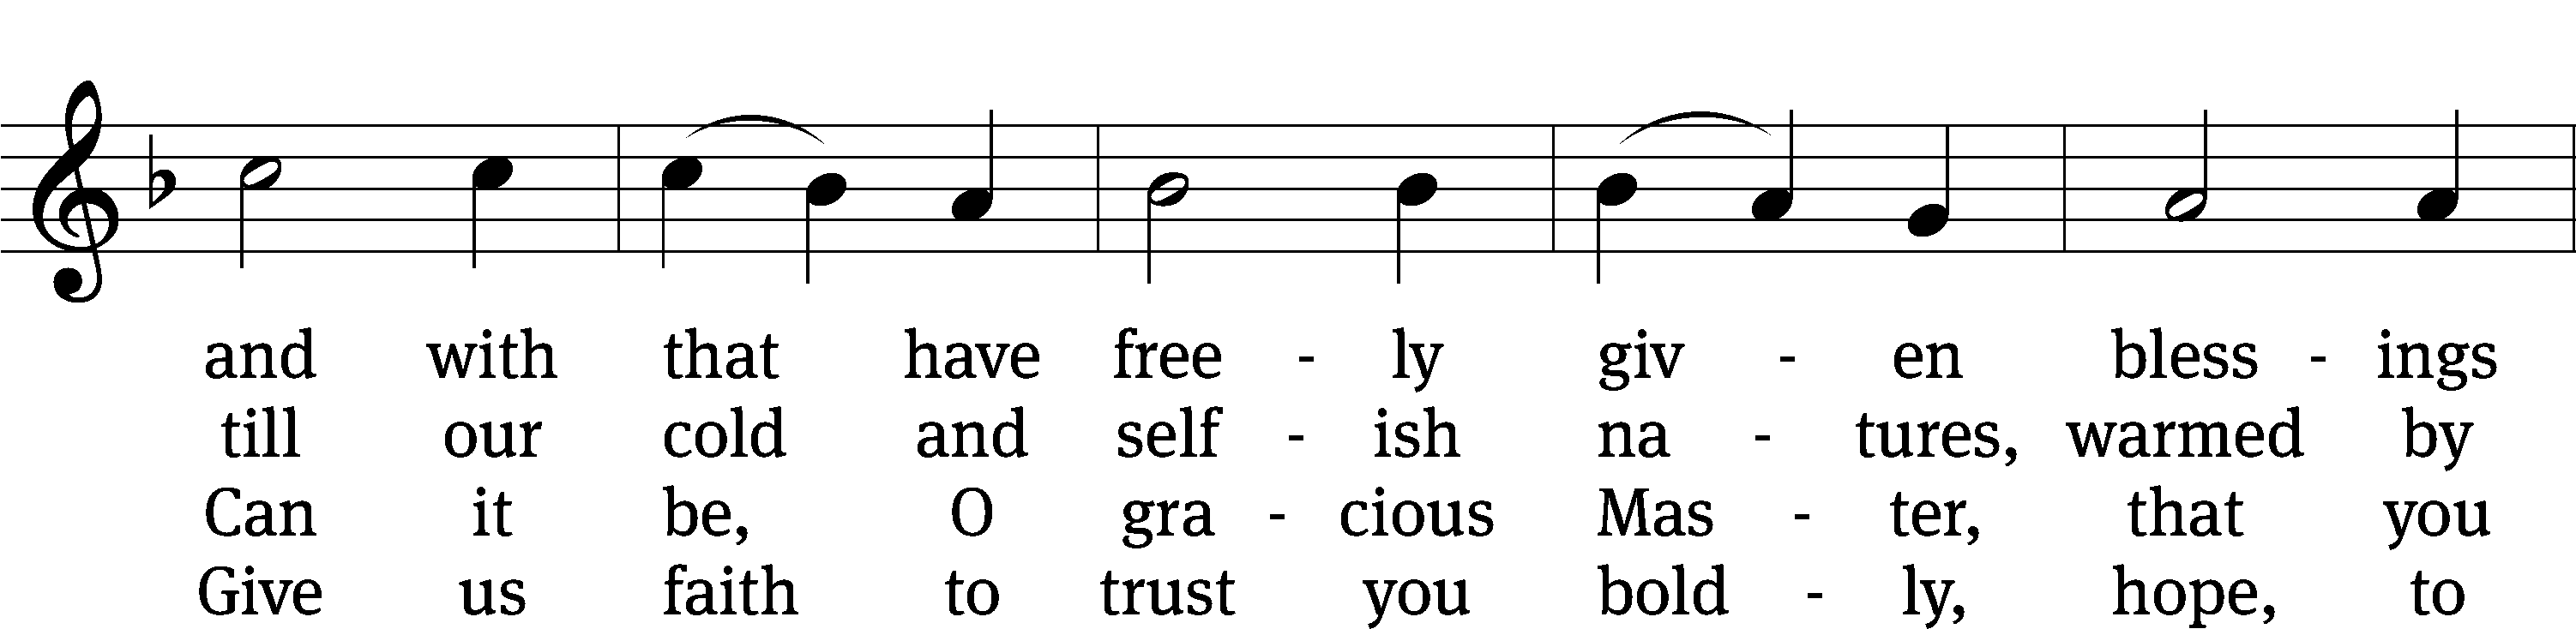 and with that have free - ly giv - en bless - ings
till our cold and self - ish na - tures, warmed by
Can it be, O gra - cious Mas - ter, that you
Give us faith to trust you bold - ly, hope, to